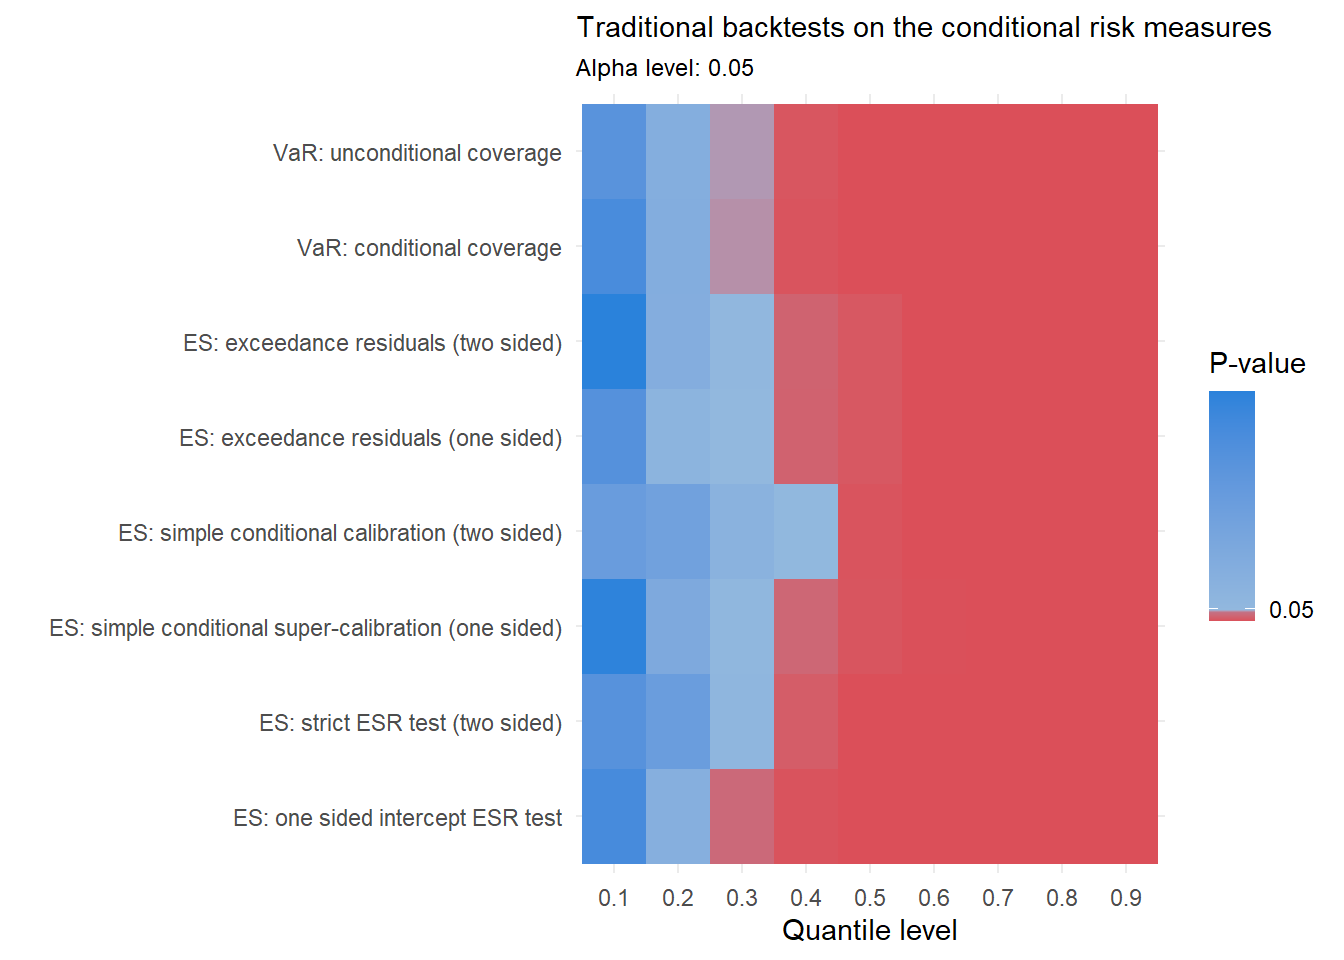 Traditional backtests on the conditional risk measures
Alpha level: 0.05
VaR: unconditional coverage
VaR: conditional coverage
ES: exceedance residuals (two sided)
ES: exceedance residuals (one sided)
ES: simple conditional calibration (two sided)
ES: simple conditional super-calibration (one sided)
ES: strict ESR test (two sided)
ES: one sided intercept ESR test
0.1 0.2 0.3 0.4 0.5 0.6 0.7 0.8 0.9
Quantile level
P-value
0.05